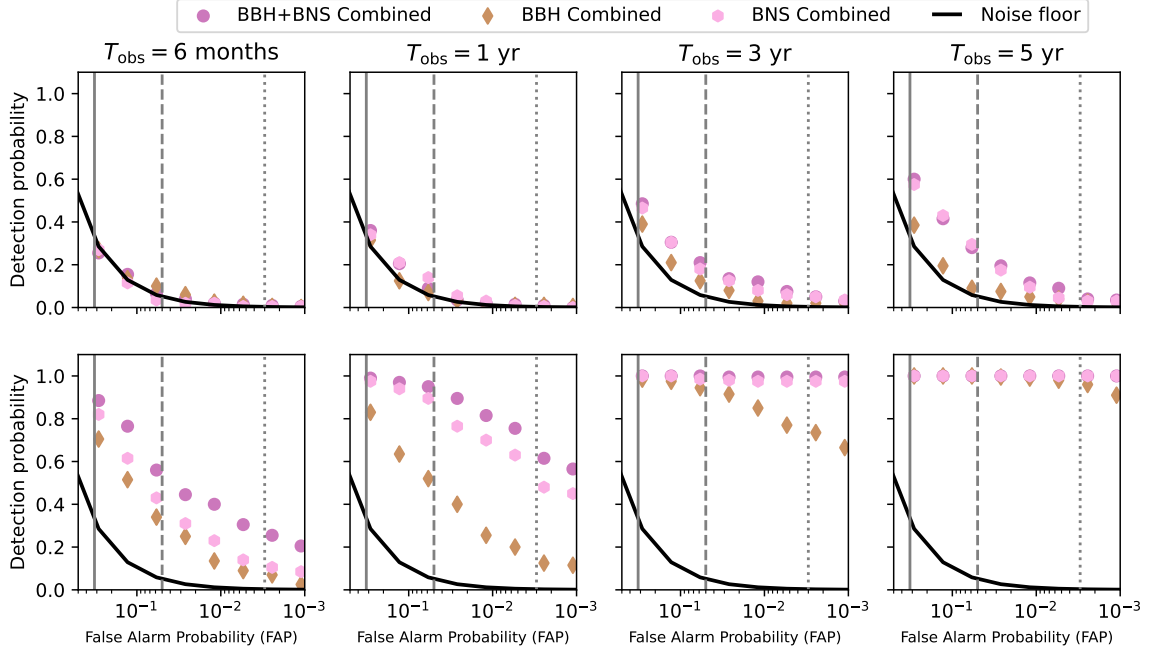 BBH+BNS Combined BBH Combined BNS Combined Noise floor
T_obs = 6 months T_obs = 1 yr T_obs = 3 yr T_obs = 5 yr
Detection probability
1.0
0.8
0.6
0.4
0.2
0.0
Detection probability
1.0
0.8
0.6
0.4
0.2
0.0
10⁻¹ 10⁻² 10⁻³ 10⁻¹ 10⁻² 10⁻³ 10⁻¹ 10⁻² 10⁻³ 10⁻¹ 10⁻² 10⁻³
False Alarm Probability (FAP) False Alarm Probability (FAP) False Alarm Probability (FAP) False Alarm Probability (FAP)